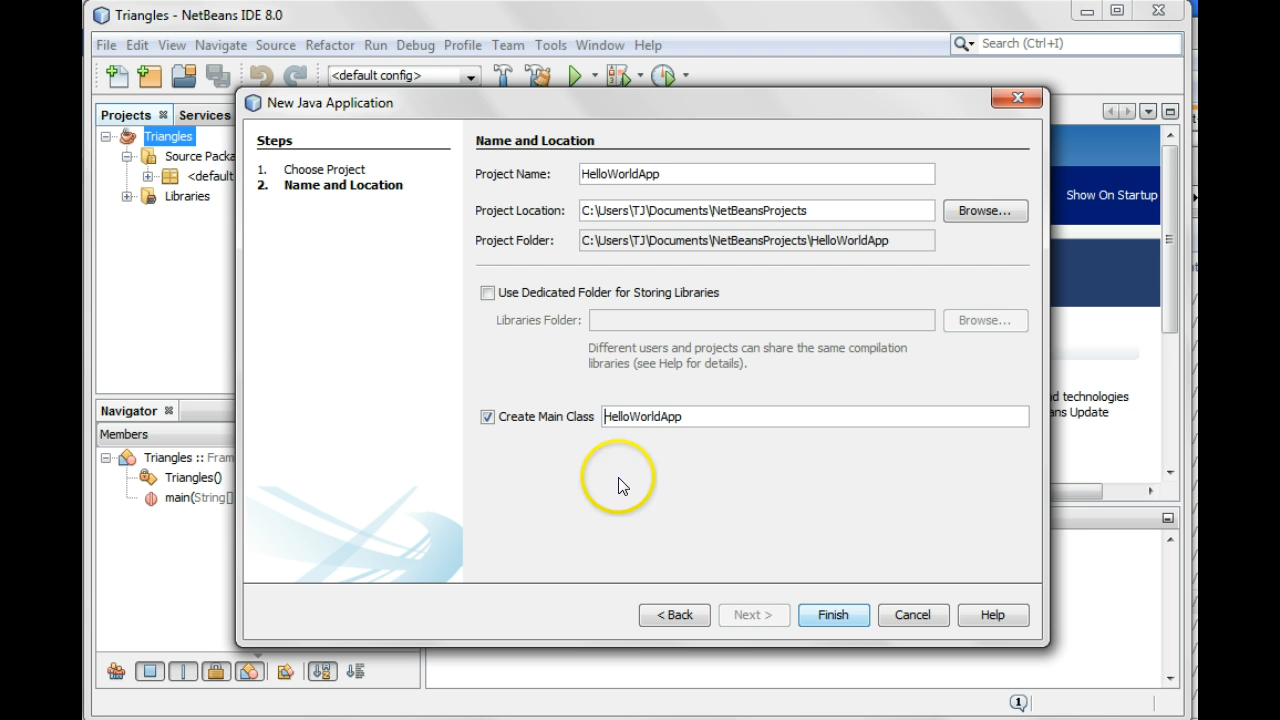 Triangles - NetBeans IDE 8.0
File Edit View Navigate Source Refactor Run Debug Profile Team Tools Window Help
Search (Ctrl+I)
<default config>
Projects
Services
Triangles
Source Packa
<default
Libraries
Navigator
Members
Triangles :: Fram
Triangles()
main(String[]
New Java Application
Steps
1. Choose Project
2. Name and Location
Name and Location
Project Name: HelloWorldApp
Project Location: C:\Users\TJ\Documents\NetBeansProjects Browse...
Project Folder: C:\Users\TJ\Documents\NetBeansProjects\HelloWorldApp
Use Dedicated Folder for Storing Libraries
Libraries Folder: Browse...
Different users and projects can share the same compilation
libraries (see Help for details).
Create Main Class HelloWorldApp
< Back Next > Finish Cancel Help
Show On Startup
d technologies
ans Update
1